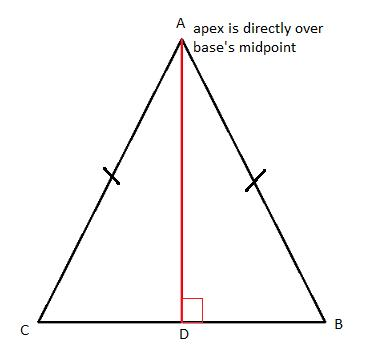 A
apex is directly over
base's midpoint
C
D
B